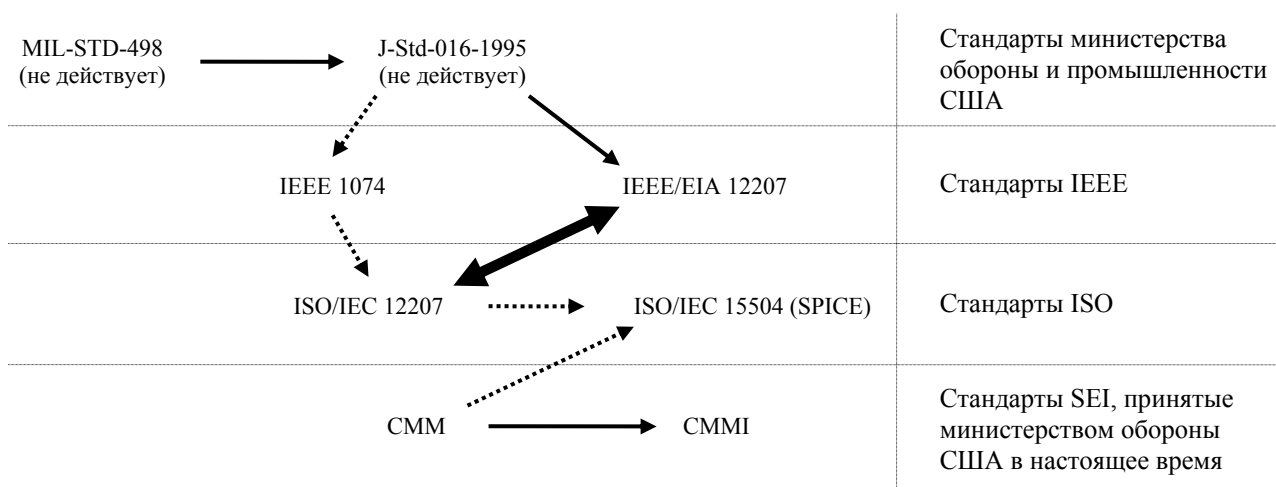 MIL-STD-498
(не действует)
J-Std-016-1995
(не действует)
Стандарты министерства
обороны и промышленности
США
IEEE 1074
IEEE/EIA 12207
Стандарты IEEE
ISO/IEC 12207
ISO/IEC 15504 (SPICE)
Стандарты ISO
CMM
CMMI
Стандарты SEI, принятые
министерством обороны
США в настоящее время